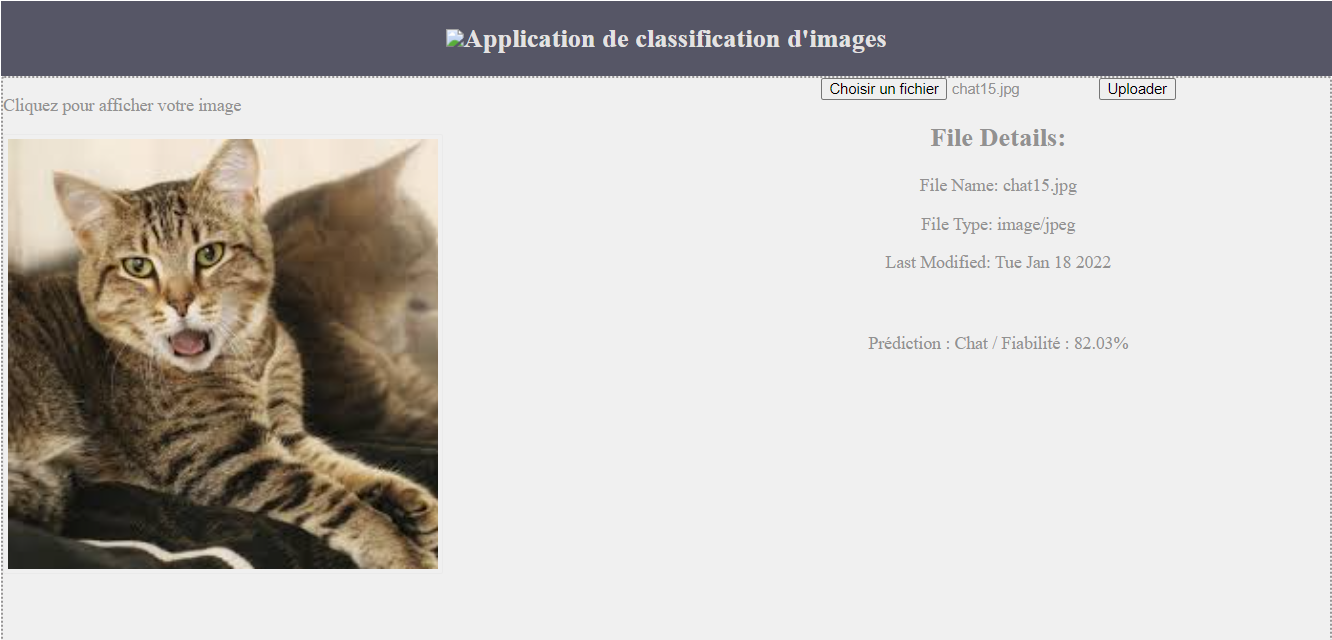 Application de classification d'images
Cliquez pour afficher votre image
Choisir un fichier chat15.jpg Uploader
File Details:
File Name: chat15.jpg
File Type: image/jpeg
Last Modified: Tue Jan 18 2022
Prédiction : Chat / Fiabilité : 82.03%